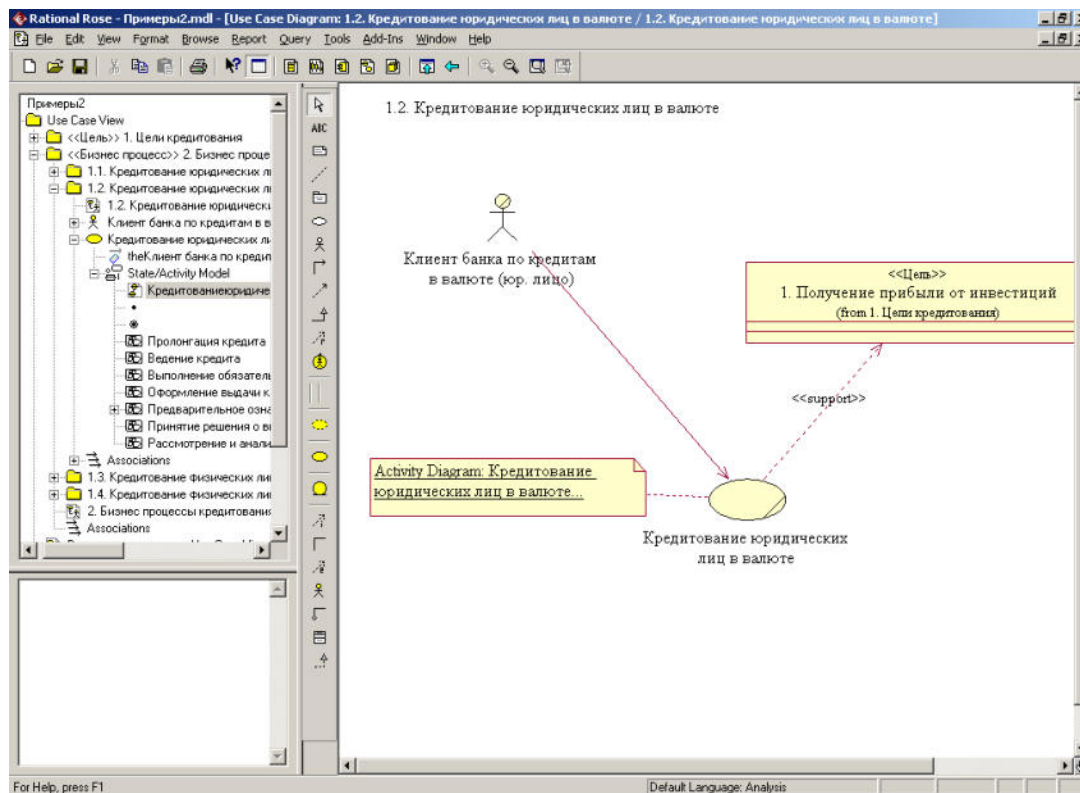 Rational Rose - Примеры2.mdl - [Use Case Diagram: 1.2. Кредитование юридических лиц в валюте / 1.2. Кредитование юридических лиц в валюте]
File Edit View Format Browse Report Query Tools Add-Ins Window Help
Примеры2
Use Case View
<<Цель>> 1. Цели кредитования
<<Бизнес процесс>> 2. Бизнес проце
1.1. Кредитование юридических л
1.2. Кредитование юридических л
1.2. Кредитование юридически
Клиент банка по кредитам в в
Кредитование юридических ли
theКлиент банка по кредит
State/Activity Model
Кредитованиеюридиче
Пролонгация кредита
Ведение кредита
Выполнение обязатель
Оформление выдачи к
Предварительное озна
Принятие решения о в
Рассмотрение и анали
Associations
1.3. Кредитование физических ли
1.4. Кредитование физических ли
2. Бизнес процессы кредитования
Associations
ABC
1.2. Кредитование юридических лиц в валюте
Клиент банка по кредитам
в валюте (юр. лицо)
<<Цель>>
1. Получение прибыли от инвестиций
(from 1. Цели кредитования)
<<support>>
Activity Diagram: Кредитование
юридических лиц в валюте...
Кредитование юридических
лиц в валюте
For Help, press F1
Default Language: Analysis